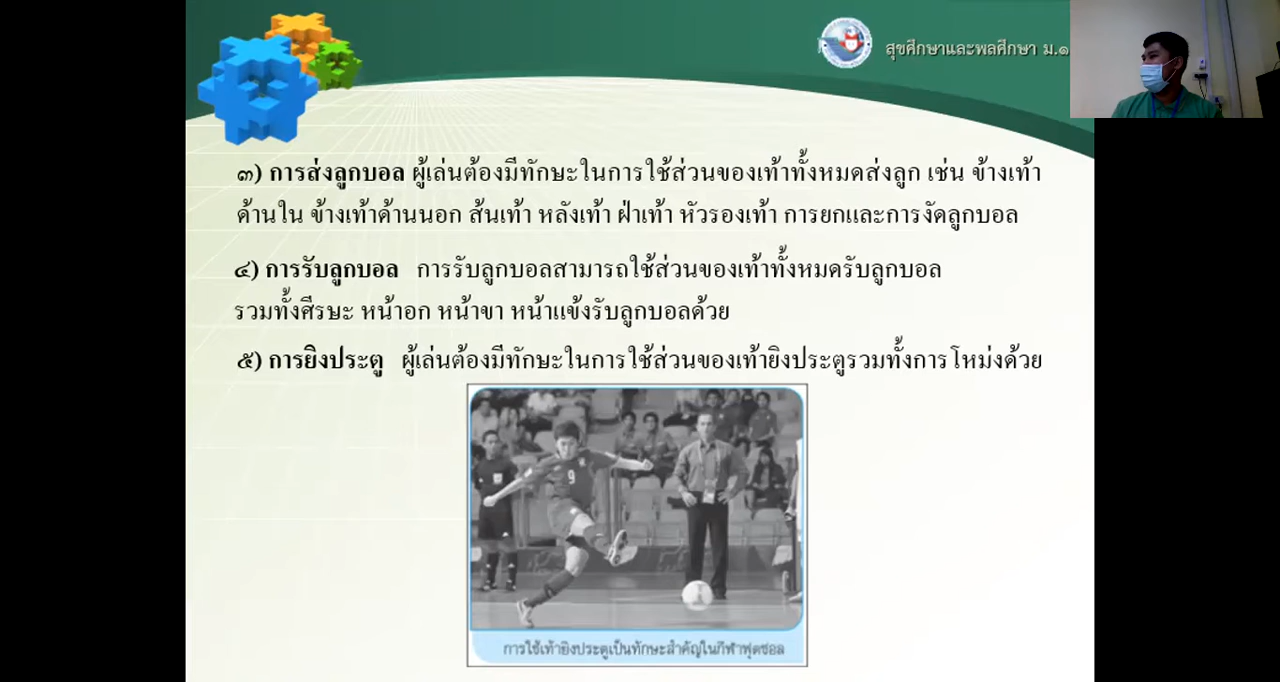 สุขศึกษาและพลศึกษา ม.๑
๓) การส่งลูกบอล ผู้เล่นต้องมีทักษะในการใช้ส่วนของเท้าทั้งหมดส่งลูก เช่น ข้างเท้า
ด้านใน ข้างเท้าด้านนอก ส้นเท้า หลังเท้า ฝ่าเท้า หัวรองเท้า การยกและการงัดลูกบอล
๔) การรับลูกบอล การรับลูกบอลสามารถใช้ส่วนของเท้าทั้งหมดรับลูกบอล
รวมทั้งศีรษะ หน้าอก หน้าขา หน้าแข้งรับลูกบอลด้วย
๕) การยิงประตู ผู้เล่นต้องมีทักษะในการใช้ส่วนของเท้ายิงประตูรวมทั้งการโหม่งด้วย
9
การใช้เท้ายิงประตูเป็นทักษะสำคัญในกีฬาฟุตซอล